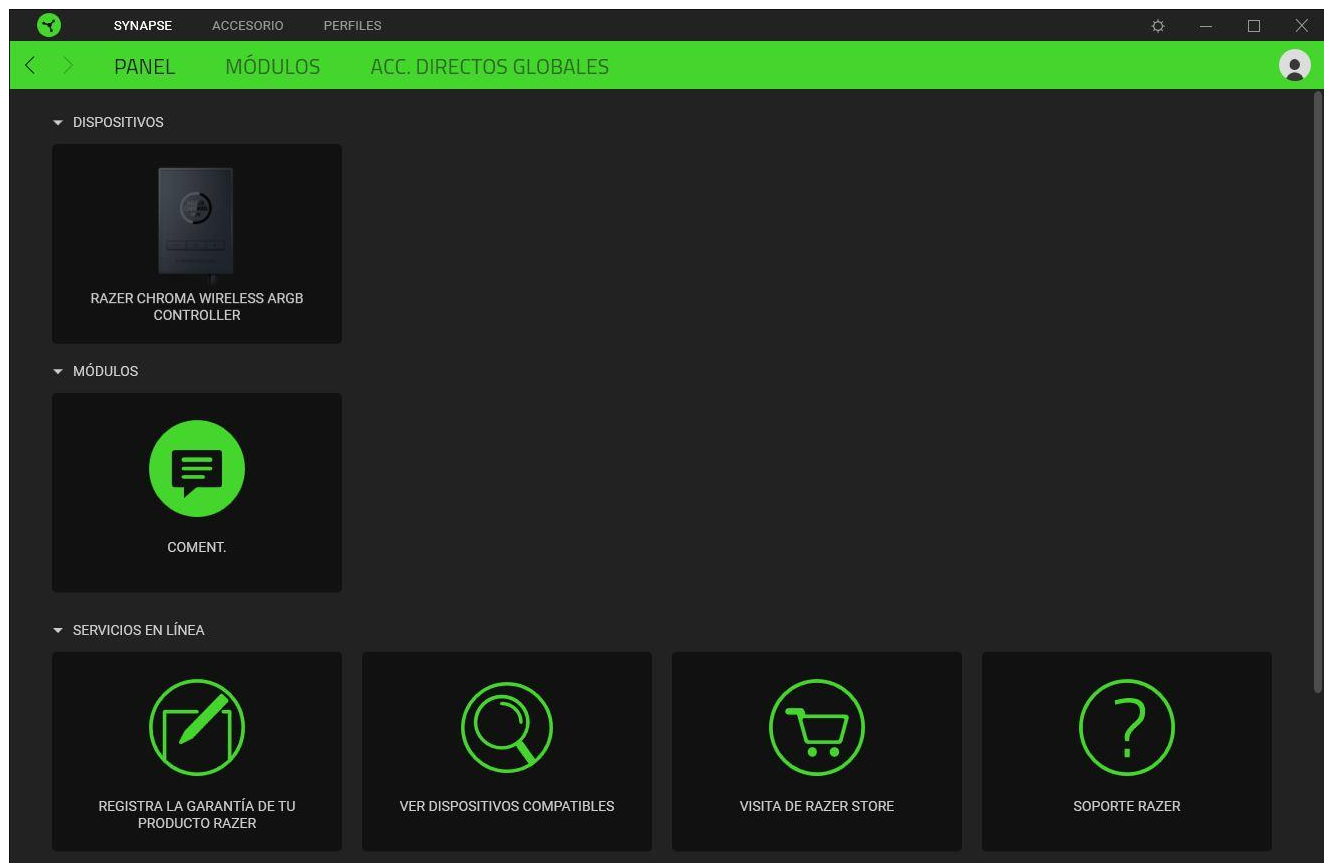 SYNAPSE ACCESORIO PERFILES
PANEL MÓDULOS ACC. DIRECTOS GLOBALES
DISPOSITIVOS
RAZER CHROMA WIRELESS ARGB
CONTROLLER
MÓDULOS
COMENT.
SERVICIOS EN LÍNEA
REGISTRA LA GARANTÍA DE TU
PRODUCTO RAZER
VER DISPOSITIVOS COMPATIBLES
VISITA DE RAZER STORE
SOPORTE RAZER